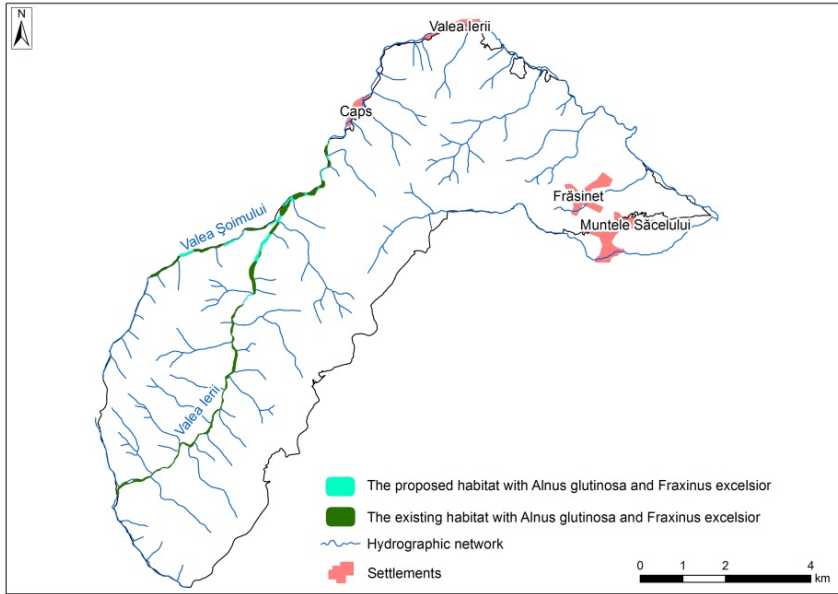 N
Valea Ierii
Caps
Frăsinet
Muntele Săcelului
Valea Şoimului
Valea Ierii
The proposed habitat with Alnus glutinosa and Fraxinus excelsior
The existing habitat with Alnus glutinosa and Fraxinus excelsior
Hydrographic network
Settlements
0 1 2 4
km